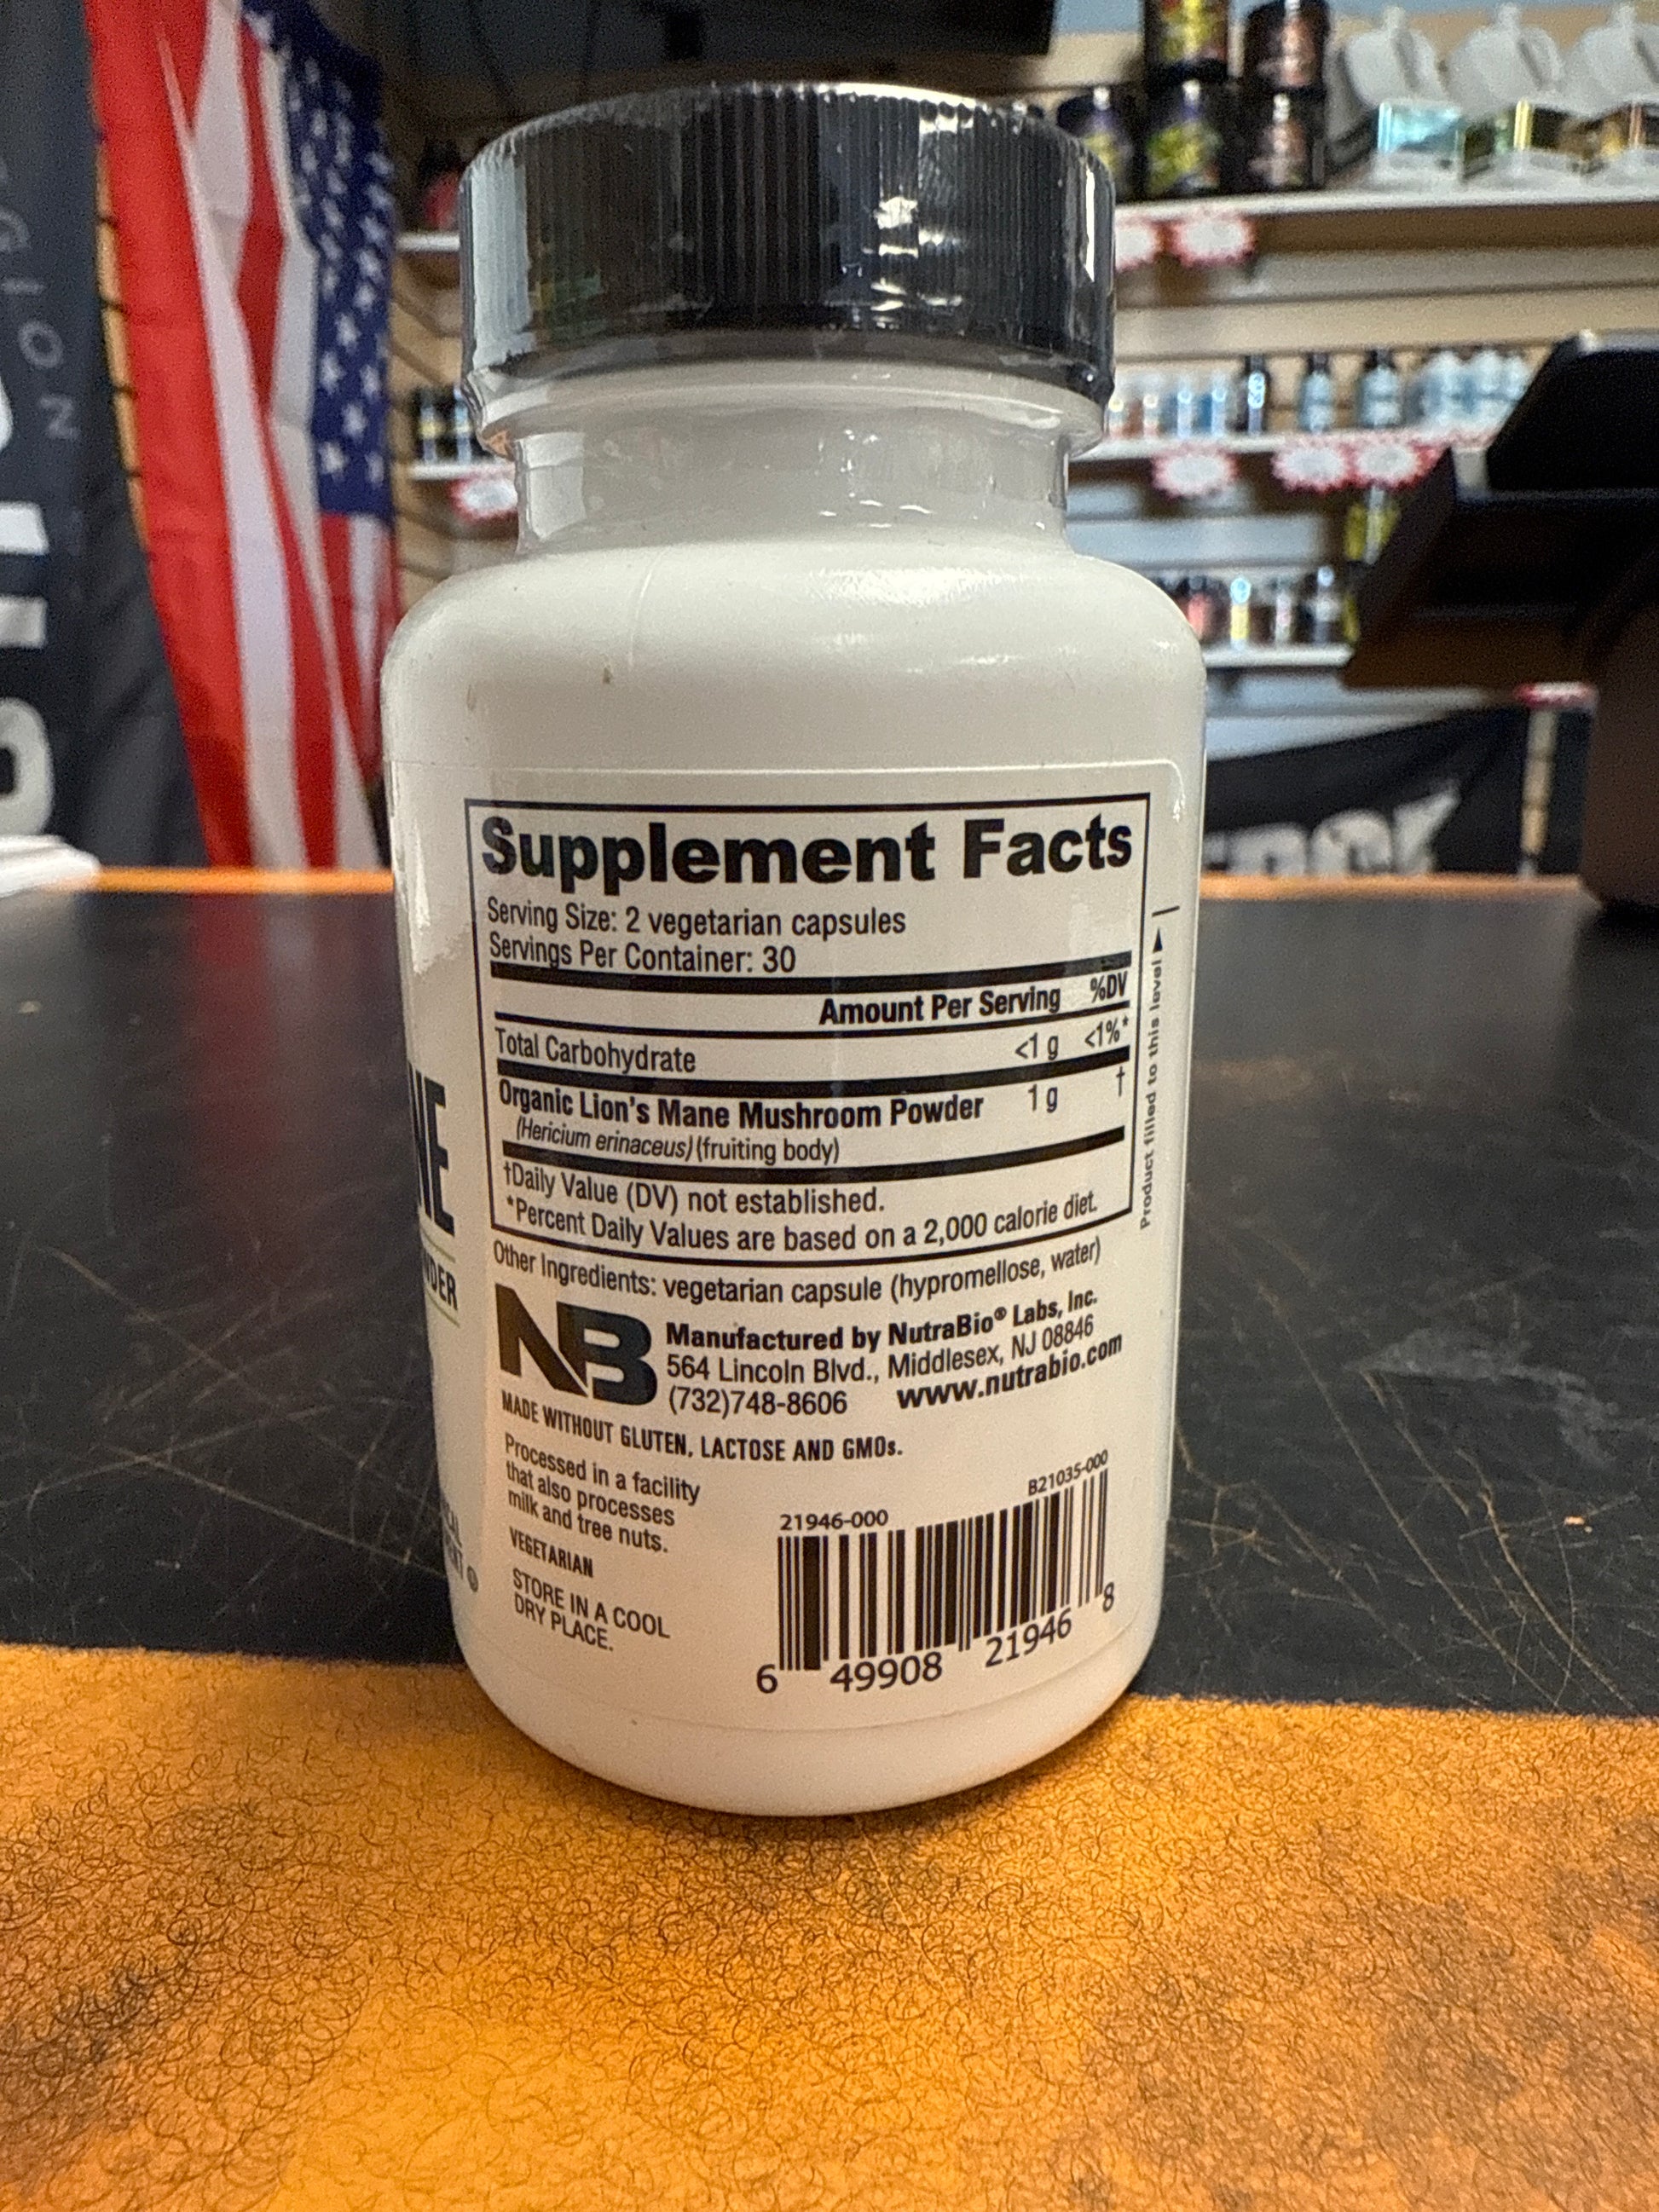 Supplement Facts
Serving Size: 2 vegetarian capsules
Servings Per Container: 30
Amount Per Serving %DV
Total Carbohydrate <1 g <1%*
Organic Lion's Mane Mushroom Powder 1 g †
(Hericium erinaceus) (fruiting body)
†Daily Value (DV) not established.
*Percent Daily Values are based on a 2,000 calorie diet.
Product filled to this level
Other Ingredients: vegetarian capsule (hypromellose, water)
NB
Manufactured by NutraBio® Labs, Inc.
564 Lincoln Blvd., Middlesex, NJ 08846
(732)748-8606 www.nutrabio.com
MADE WITHOUT GLUTEN, LACTOSE AND GMOs.
Processed in a facility
that also processes
milk and tree nuts.
VEGETARIAN
STORE IN A COOL
DRY PLACE.
21946-000
B21035-000
6 49908 21946 8